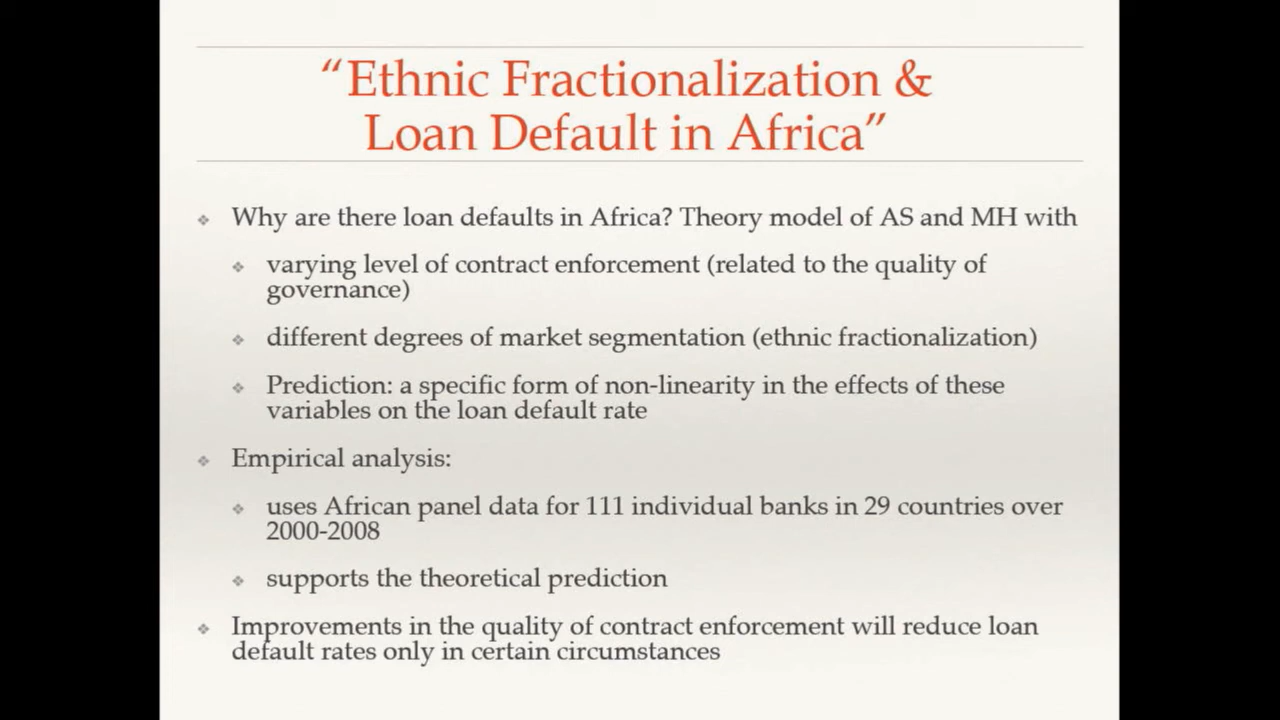 “Ethnic Fractionalization &
Loan Default in Africa”
Why are there loan defaults in Africa? Theory model of AS and MH with
varying level of contract enforcement (related to the quality of
governance)
different degrees of market segmentation (ethnic fractionalization)
Prediction: a specific form of non-linearity in the effects of these
variables on the loan default rate
Empirical analysis:
uses African panel data for 111 individual banks in 29 countries over
2000-2008
supports the theoretical prediction
Improvements in the quality of contract enforcement will reduce loan
default rates only in certain circumstances